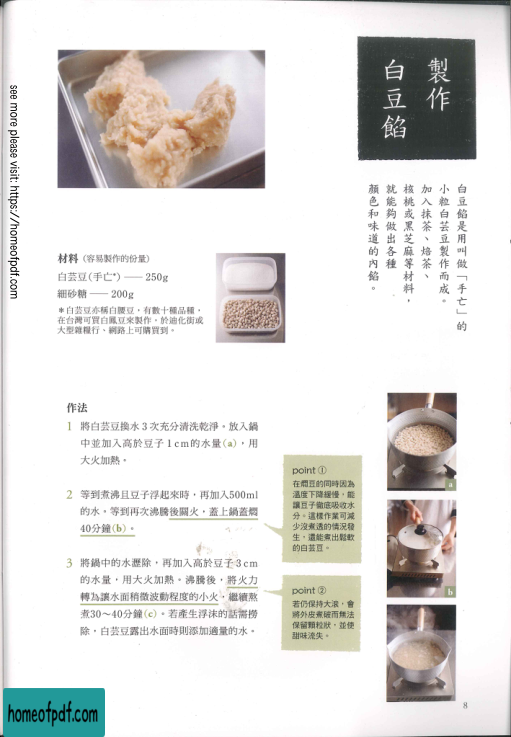 製作
白豆餡
白豆餡是用叫做「手亡」的
小粒白芸豆製作而成。
加入抹茶、焙茶、
核桃或黑芝麻等材料，
就能夠做出各種
顏色和味道的內餡。
see more please visit: https://homeofpdf.com
材料（容易製作的份量）
白芸豆(手亡*) —— 250g
細砂糖 —— 200g
＊白芸豆亦稱白腰豆，有數十種品種，
在台灣可買白鳳豆來製作，於迪化街或
大型雜糧行、網路上可購買到。
作法
1 將白芸豆換水3次充分清洗乾淨。放入鍋
中並加入高於豆子1cm的水量(a)，用
大火加熱。
2 等到煮沸且豆子浮起來時，再加入500ml
的水。等到再次沸騰後關火，蓋上鍋蓋燜
40分鐘(b)。
3 將鍋中的水瀝除，再加入高於豆子3cm
的水量，用大火加熱。沸騰後，將火力
轉為讓水面稍微波動程度的小火，繼續熬
煮30～40分鐘(c)。若產生浮沫的話需撈
除，白芸豆露出水面時則添加適量的水。
point ①
在燜豆的同時因為
溫度下降緩慢，能
讓豆子徹底吸收水
分。這樣作業可減
少沒煮透的情況發
生，還能煮出鬆軟
的白芸豆。
point ②
若仍保持大滾，會
將外皮煮破而無法
保留顆粒狀，並使
甜味流失。
a
b
8
homeofpdf.com